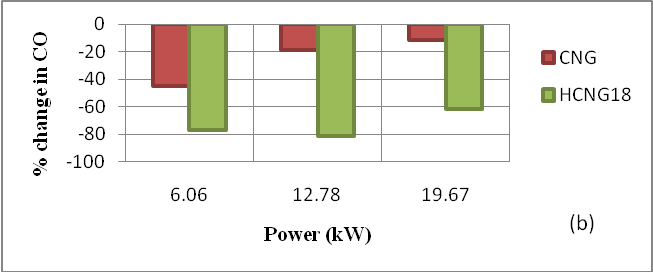 0
-20
-40
-60
-80
-100
% change in CO
6.06 12.78 19.67
Power (kW)
CNG
HCNG18
(b)